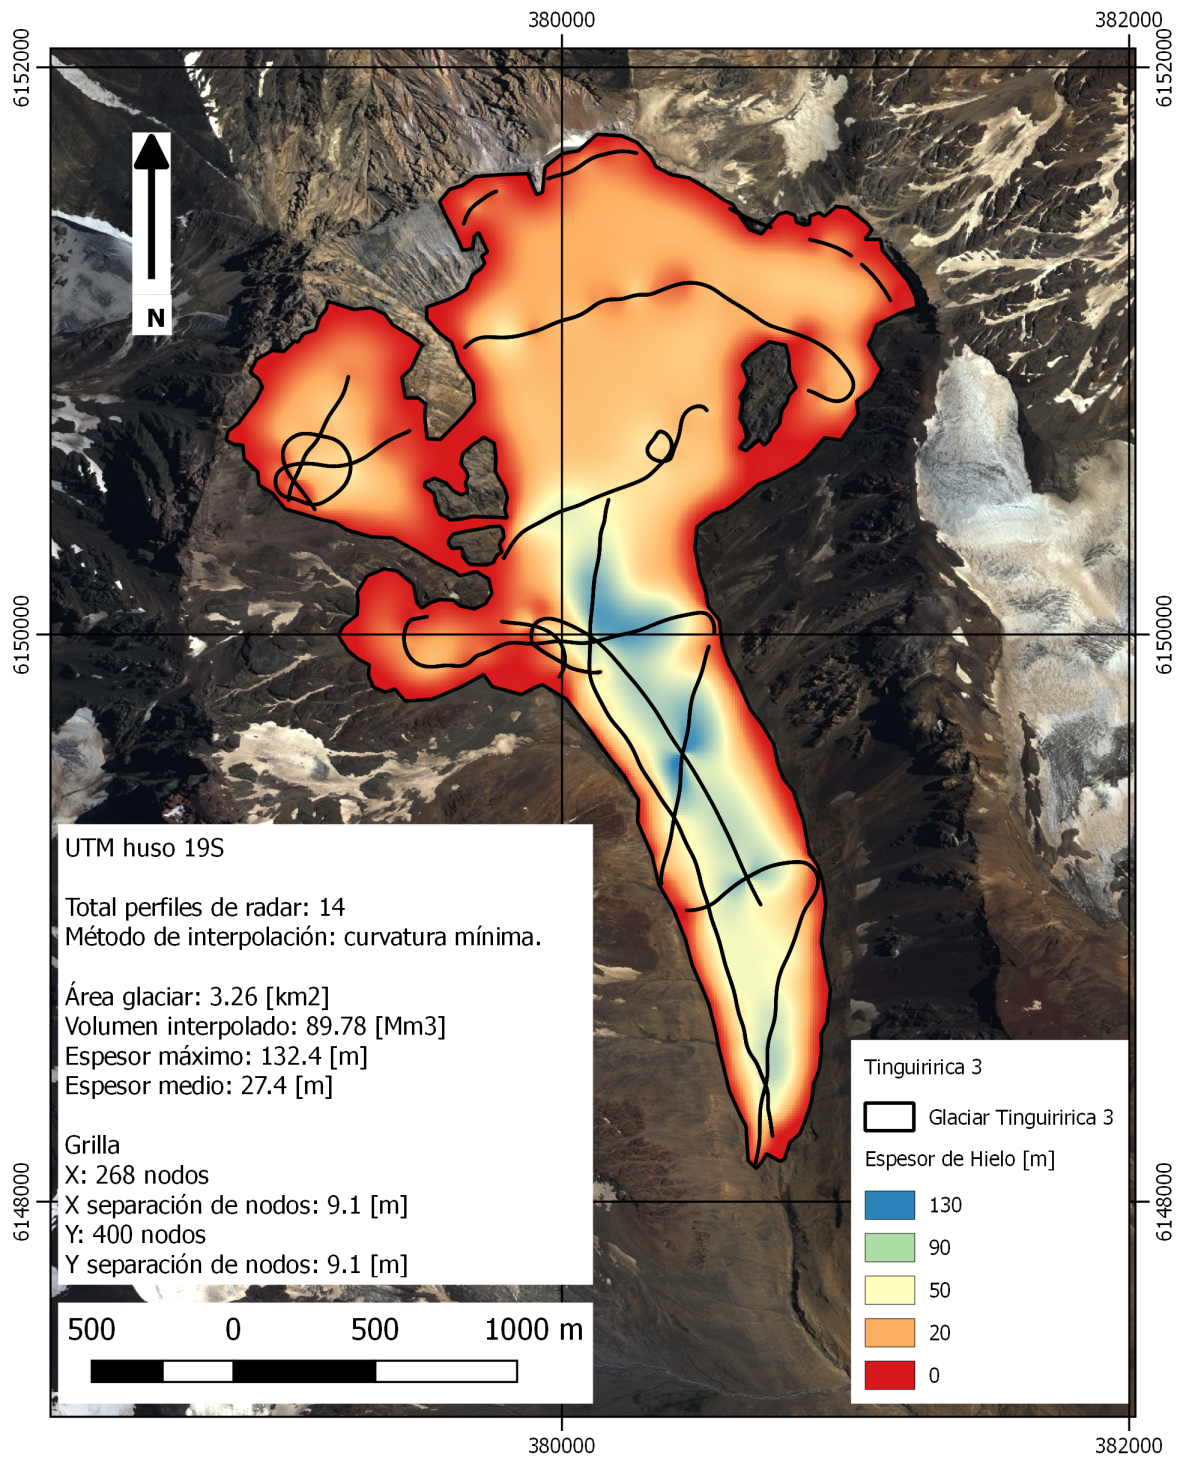 380000
382000
6152000
6152000
N
6150000
6150000
UTM huso 19S
Total perfiles de radar: 14
Método de interpolación: curvatura mínima.
Área glaciar: 3.26 [km2]
Volumen interpolado: 89.78 [Mm3]
Espesor máximo: 132.4 [m]
Espesor medio: 27.4 [m]
Grilla
X: 268 nodos
X separación de nodos: 9.1 [m]
Y: 400 nodos
Y separación de nodos: 9.1 [m]
Tinguiririca 3
Glaciar Tinguiririca 3
Espesor de Hielo [m]
130
90
50
20
0
6148000
6148000
500 0 500 1000 m
380000
382000